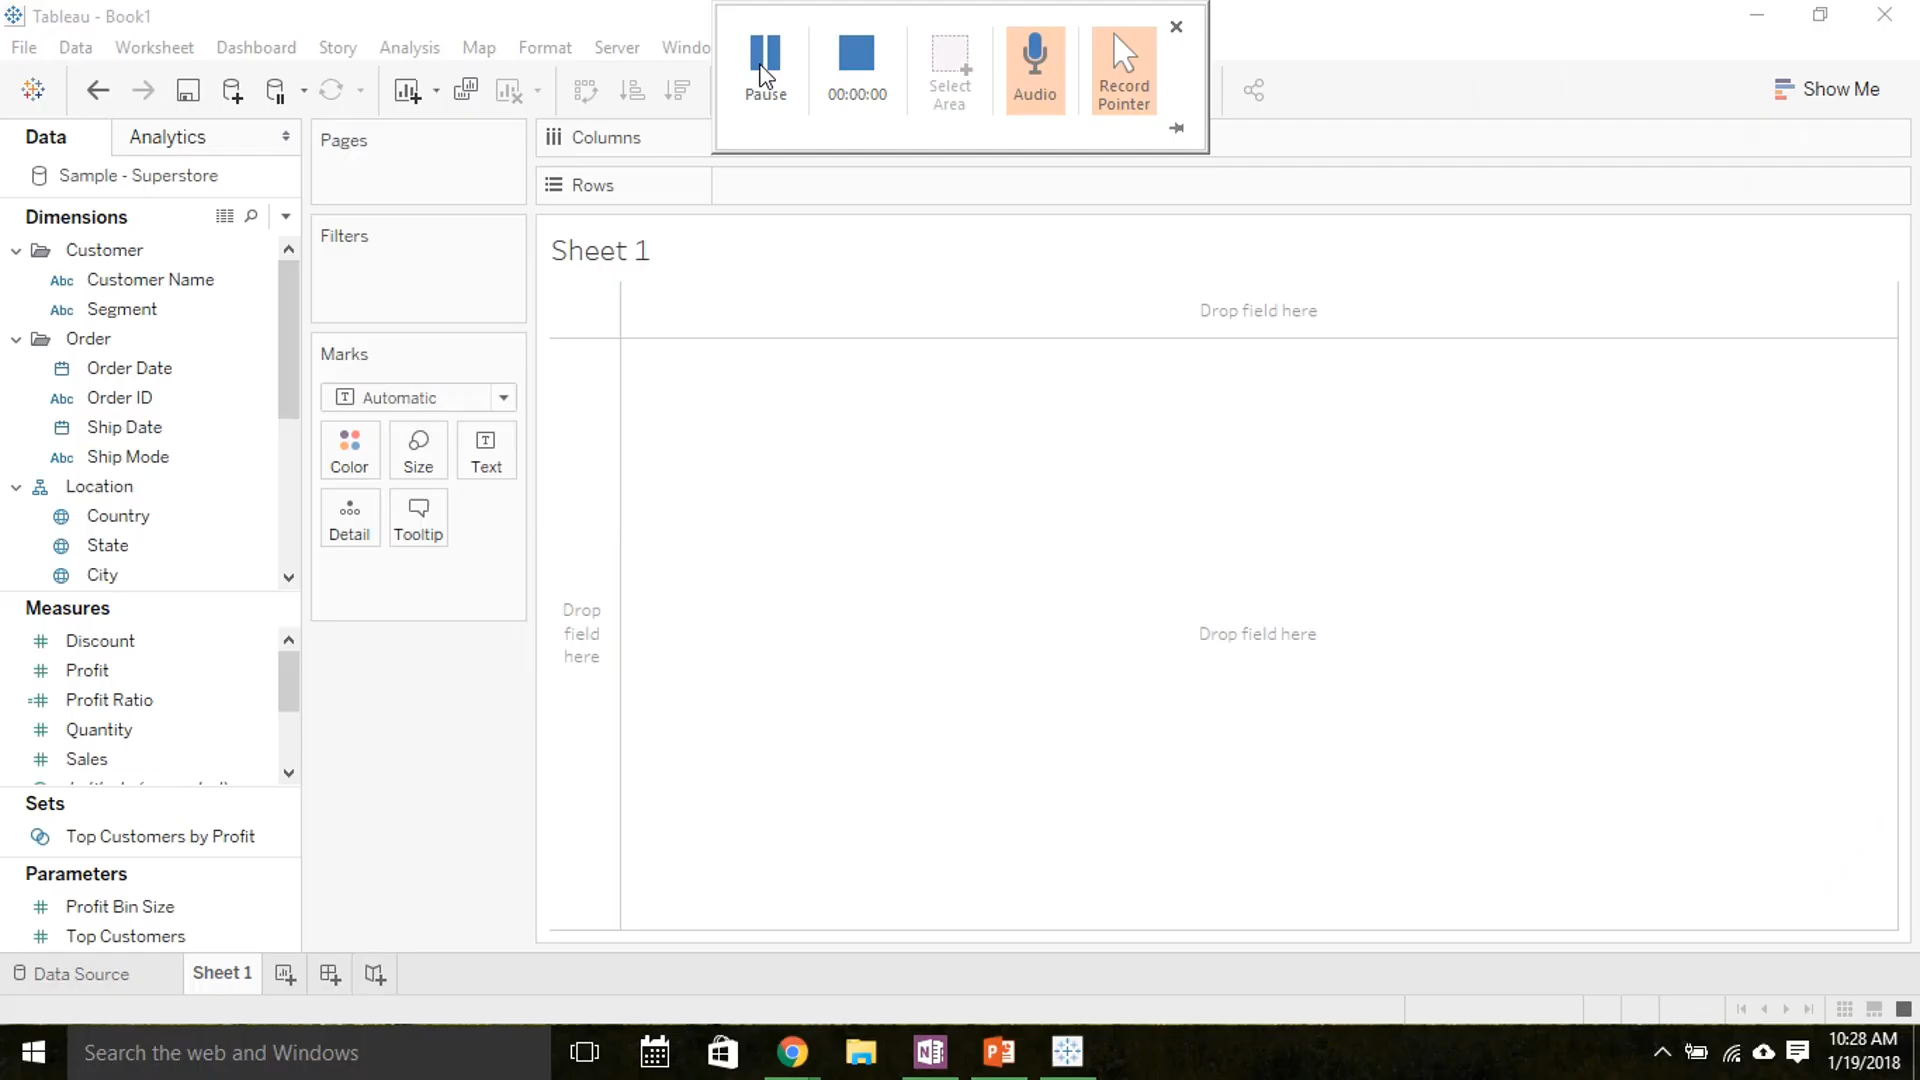 Tableau - Book1
File Data Worksheet Dashboard Story Analysis Map Format Server Windo
Pause
00:00:00
Select Area
Audio
Record Pointer
Show Me
Data
Analytics
Pages
Columns
Sample - Superstore
Rows
Dimensions
Filters
Customer
Sheet 1
Abc Customer Name
Abc Segment
Drop field here
Order
Marks
Order Date
Abc Order ID
Automatic
Ship Date
Abc Ship Mode
Color Size Text
Location
Country
Detail Tooltip
State
City
Measures
Drop
field
here
Drop field here
Discount
Profit
Profit Ratio
Quantity
Sales
Sets
Top Customers by Profit
Parameters
Profit Bin Size
Top Customers
Data Source
Sheet 1
Search the web and Windows
10:28 AM
1/19/2018